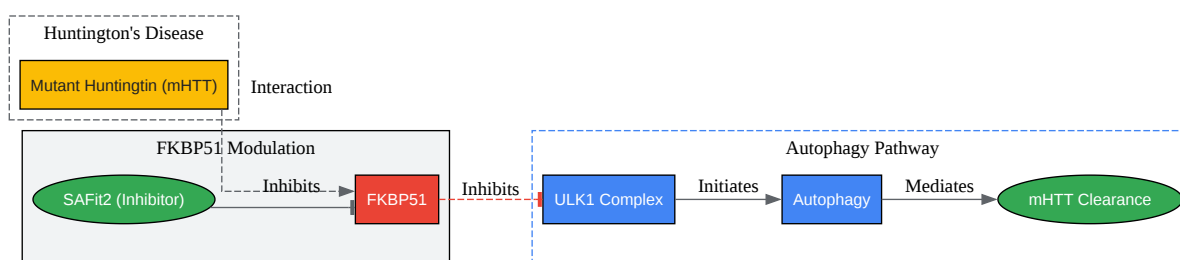 Huntington's Disease
Mutant Huntingtin (mHTT)
Interaction
FKBP51 Modulation
Autophagy Pathway
SAFit2 (Inhibitor)
Inhibits
FKBP51
Inhibits
ULK1 Complex
Initiates
Autophagy
Mediates
mHTT Clearance